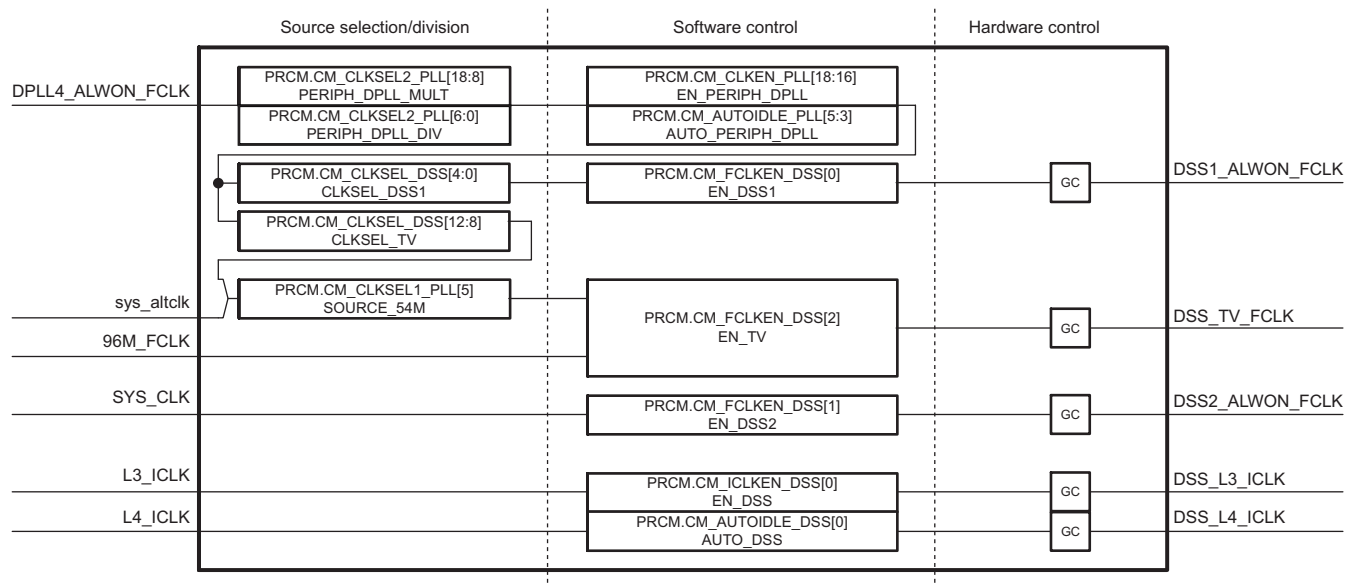 Source selection/division
Software control
Hardware control
DPLL4_ALWON_FCLK
PRCM.CM_CLKSEL2_PLL[18:8]
PERIPH_DPLL_MULT
PRCM.CM_CLKSEL2_PLL[6:0]
PERIPH_DPLL_DIV
PRCM.CM_CLKEN_PLL[18:16]
EN_PERIPH_DPLL
PRCM.CM_AUTOIDLE_PLL[5:3]
AUTO_PERIPH_DPLL
PRCM.CM_CLKSEL_DSS[4:0]
CLKSEL_DSS1
PRCM.CM_FCLKEN_DSS[0]
EN_DSS1
GC
DSS1_ALWON_FCLK
PRCM.CM_CLKSEL_DSS[12:8]
CLKSEL_TV
sys_altclk
PRCM.CM_CLKSEL1_PLL[5]
SOURCE_54M
96M_FCLK
PRCM.CM_FCLKEN_DSS[2]
EN_TV
GC
DSS_TV_FCLK
SYS_CLK
PRCM.CM_FCLKEN_DSS[1]
EN_DSS2
GC
DSS2_ALWON_FCLK
L3_ICLK
PRCM.CM_ICLKEN_DSS[0]
EN_DSS
GC
DSS_L3_ICLK
L4_ICLK
PRCM.CM_AUTOIDLE_DSS[0]
AUTO_DSS
GC
DSS_L4_ICLK